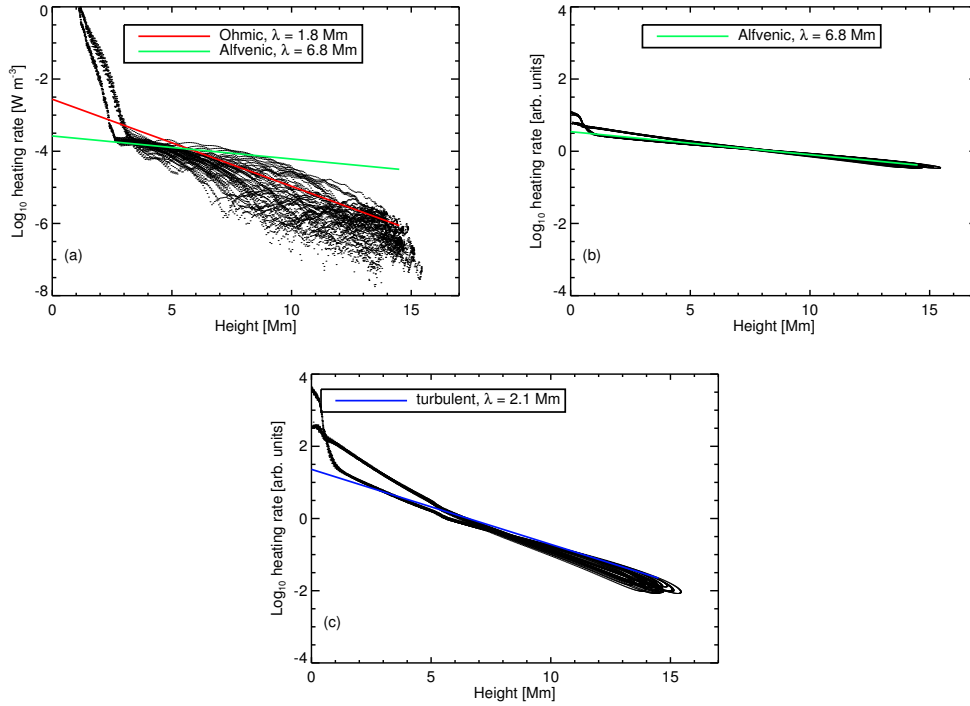 Ohmic, λ = 1.8 Mm
Alfvenic, λ = 6.8 Mm
Log₁₀ heating rate [W m⁻³]
0
-2
-4
-6
-8
(a)
0
5
10
15
Height [Mm]
Alfvenic, λ = 6.8 Mm
Log₁₀ heating rate [arb. units]
4
2
0
-2
-4
(b)
0
5
10
15
Height [Mm]
turbulent, λ = 2.1 Mm
Log₁₀ heating rate [arb. units]
4
2
0
-2
-4
(c)
0
5
10
15
Height [Mm]